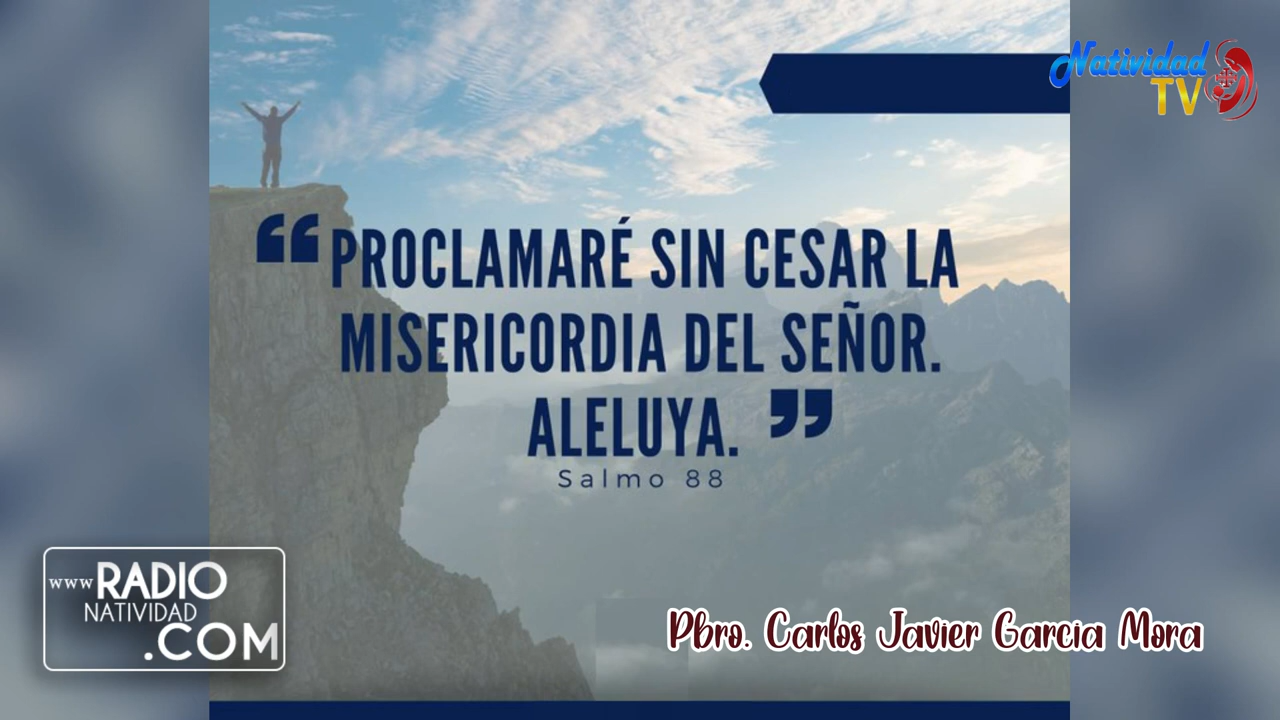 Natividad
TV
“PROCLAMARÉ SIN CESAR LA
MISERICORDIA DEL SEÑOR.
ALELUYA.”
Salmo 88
www RADIO
NATIVIDAD
.COM
Pbro. Carlos Javier Garcia Mora